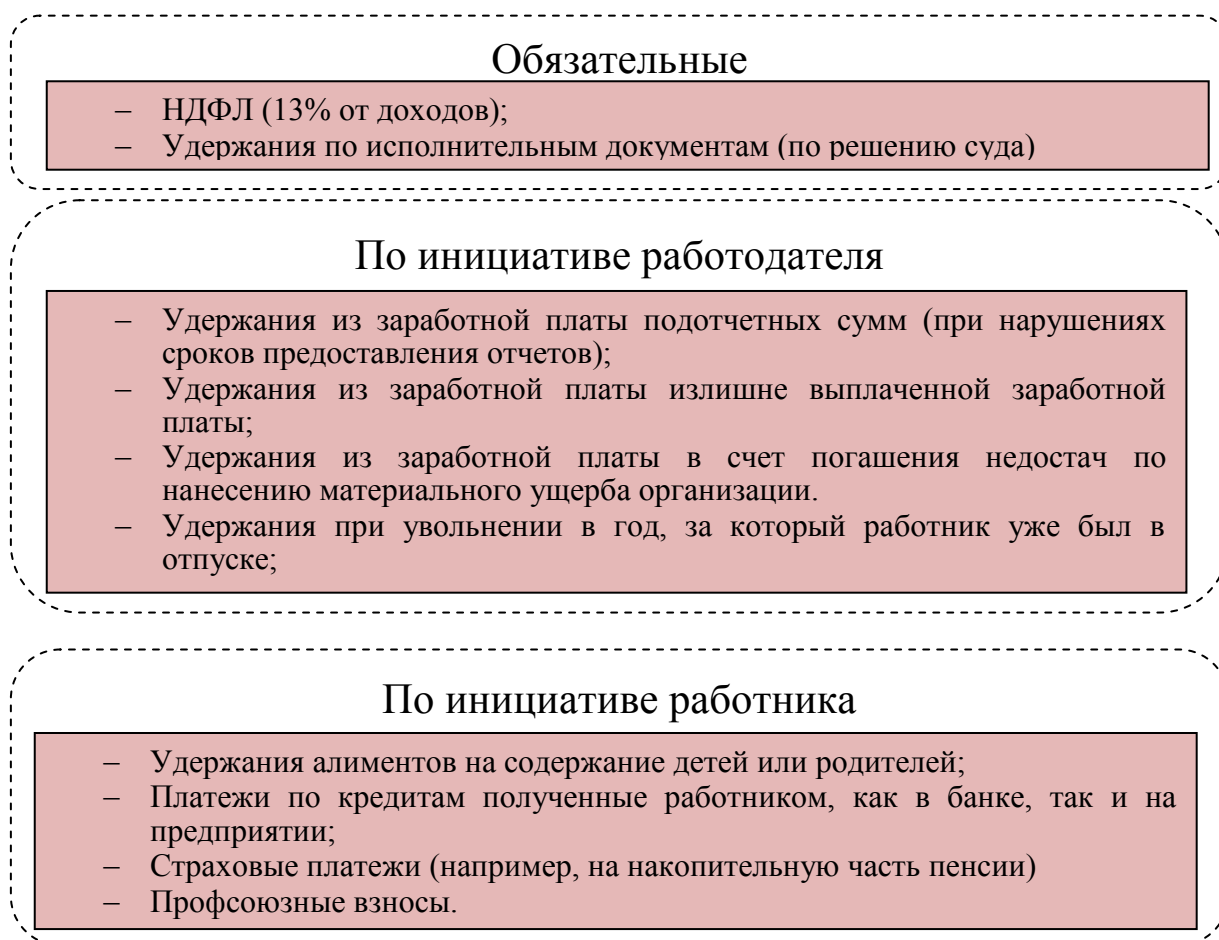 Обязательные
– НДФЛ (13% от доходов);
– Удержания по исполнительным документам (по решению суда)
По инициативе работодателя
– Удержания из заработной платы подотчетных сумм (при нарушениях
сроков предоставления отчетов);
– Удержания из заработной платы излишне выплаченной заработной
платы;
– Удержания из заработной платы в счет погашения недостач по
нанесению материального ущерба организации.
– Удержания при увольнении в год, за который работник уже был в
отпуске;
По инициативе работника
– Удержания алиментов на содержание детей или родителей;
– Платежи по кредитам полученные работником, как в банке, так и на
предприятии;
– Страховые платежи (например, на накопительную часть пенсии)
– Профсоюзные взносы.